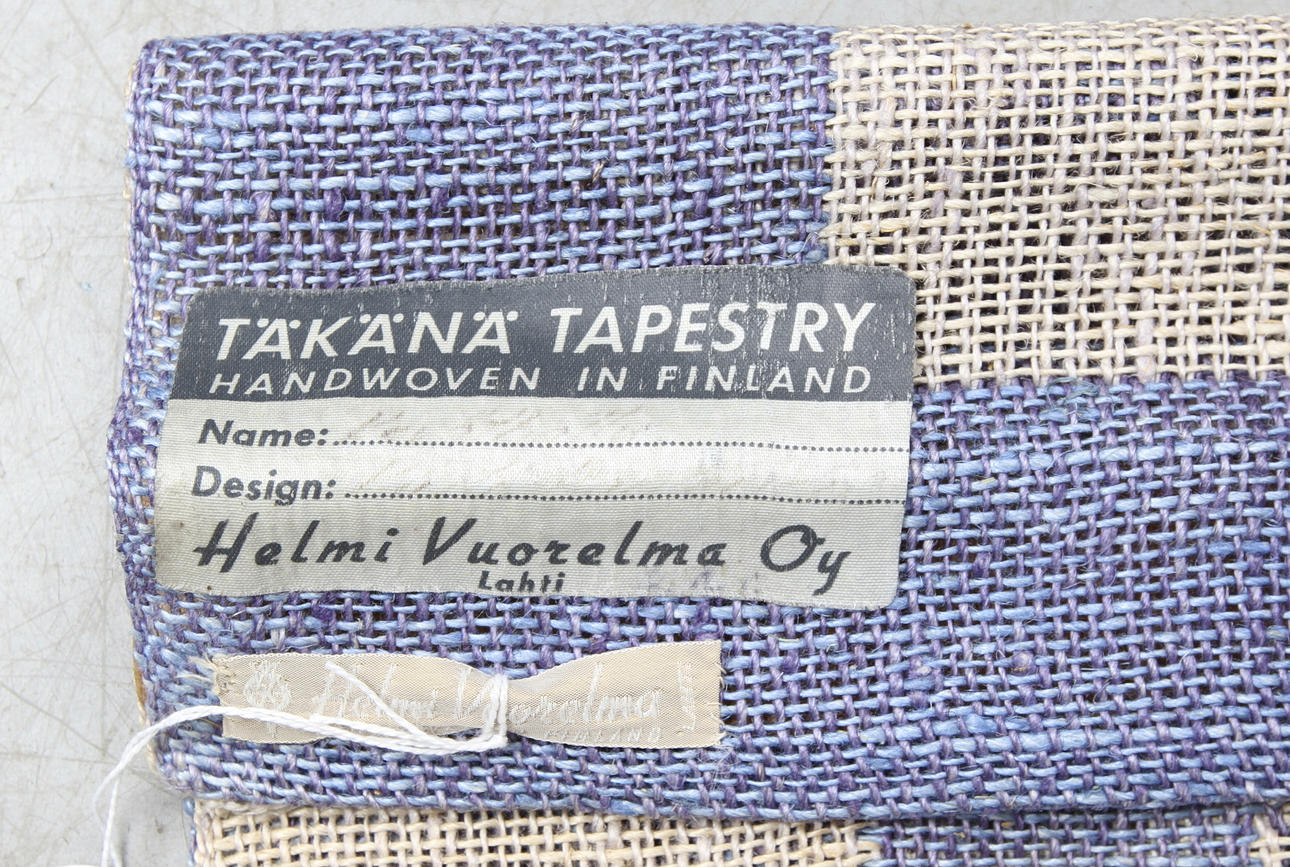 TÄKÄNÄ TAPESTRY
HANDWOVEN IN FINLAND
Name:
Design:
Helmi Vuorelma Oy
Lahti
Helmi Vuorelma
FINLAND